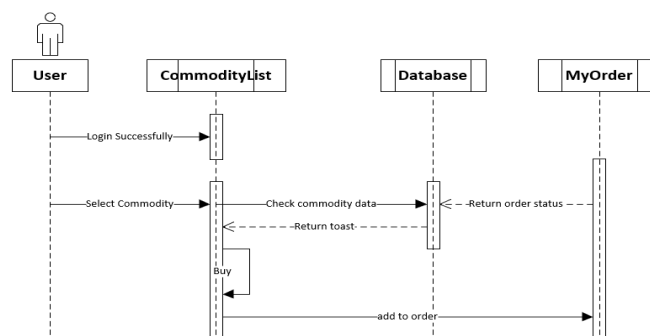 User
CommodityList
Database
MyOrder
Login Successfully
Select Commodity
Check commodity data
Return order status
Return toast
Buy
add to order